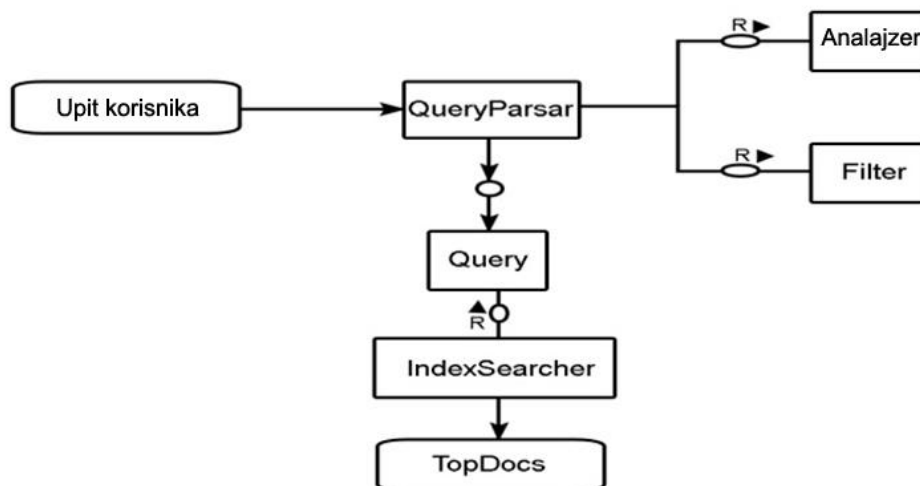 R ►
Analajzer
Upit korisnika
QueryParsar
R ►
Filter
Query
▲
R
IndexSearcher
TopDocs